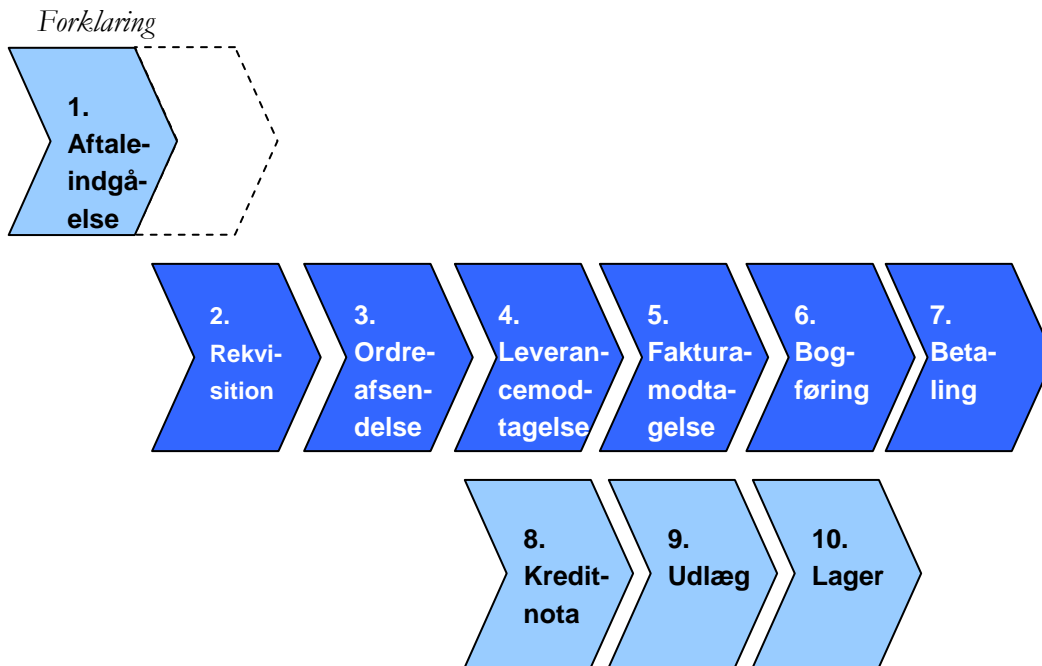 Forklaring
1.
Aftale-
indgå-
else
2.
Rekvi-
sition
3.
Ordre-
afsen-
delse
4.
Leveran-
cemod-
tagelse
5.
Faktura-
modta-
gelse
6.
Bog-
føring
7.
Beta-
ling
8.
Kredit-
nota
9.
Udlæg
10.
Lager